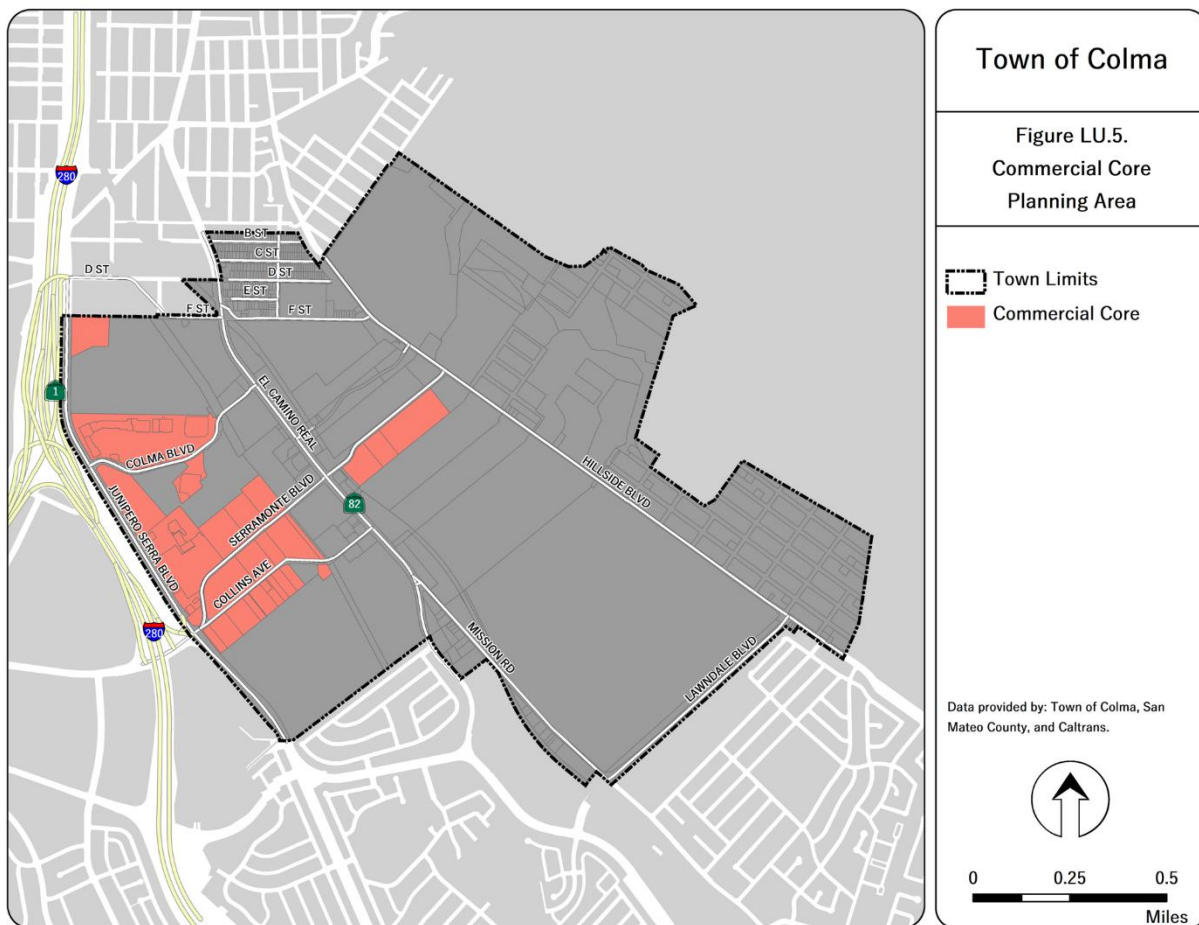 Town of Colma
Figure LU.5.
Commercial Core
Planning Area
Town Limits
Commercial Core
Data provided by: Town of Colma, San
Mateo County, and Caltrans.
0 0.25 0.5
Miles
280
B ST
C ST
D ST
D ST
E ST
F ST
F ST
1
EL CAMINO REAL
COLMA BLVD
JUNIPERO SERRA BLVD
SERRAMONTE BLVD
82
HILLSIDE BLVD
COLLINS AVE
280
MISSION RD
LAWNDALE BLVD